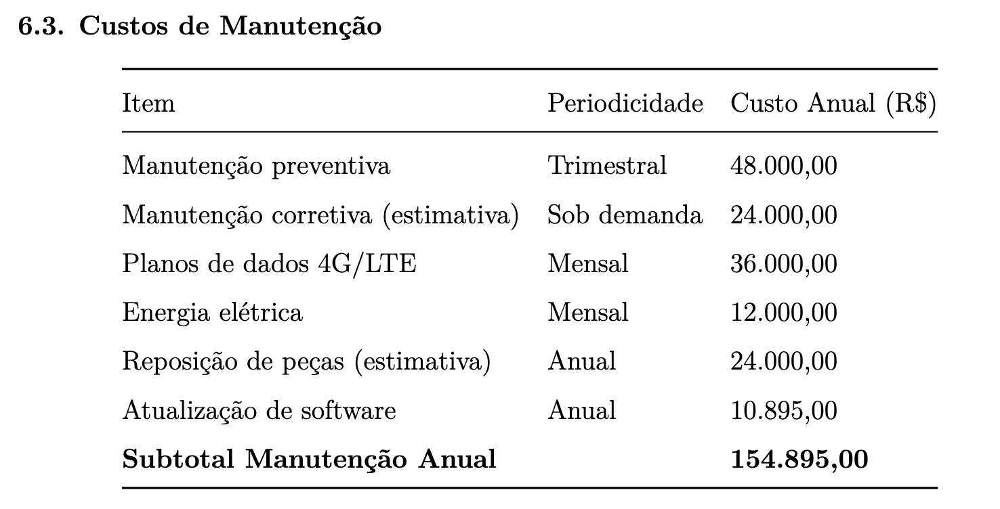 6.3. Custos de Manutenção
Item Periodicidade Custo Anual (R$)
Manutenção preventiva Trimestral 48.000,00
Manutenção corretiva (estimativa) Sob demanda 24.000,00
Planos de dados 4G/LTE Mensal 36.000,00
Energia elétrica Mensal 12.000,00
Reposição de peças (estimativa) Anual 24.000,00
Atualização de software Anual 10.895,00
Subtotal Manutenção Anual 154.895,00